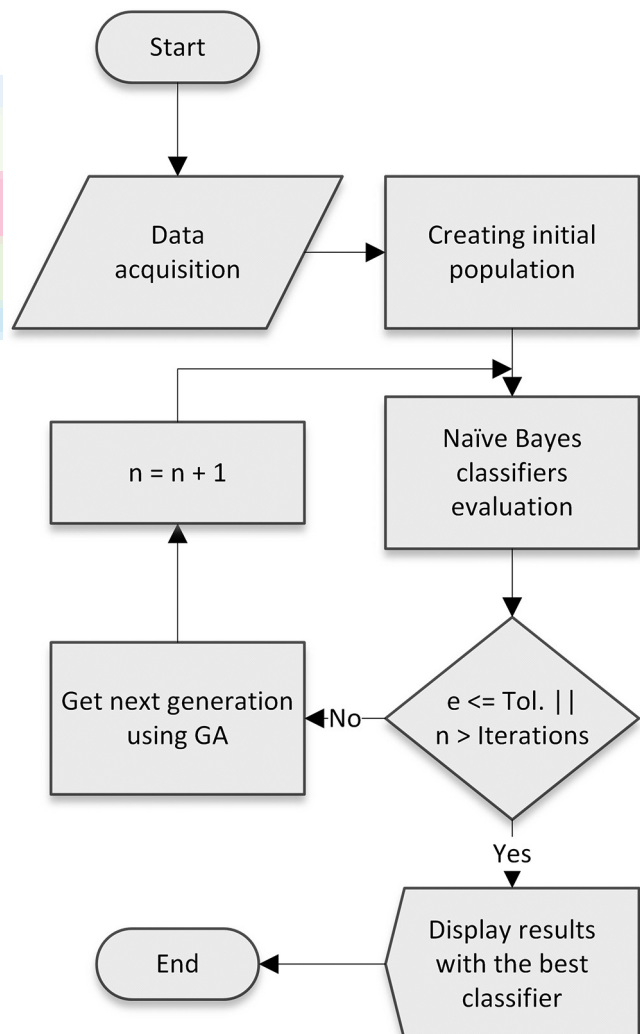 Start
Data
acquisition
Creating initial
population
n = n + 1
Naïve Bayes
classifiers
evaluation
Get next generation
using GA
No
e <= Tol. ||
n > Iterations
Yes
Display results
with the best
classifier
End